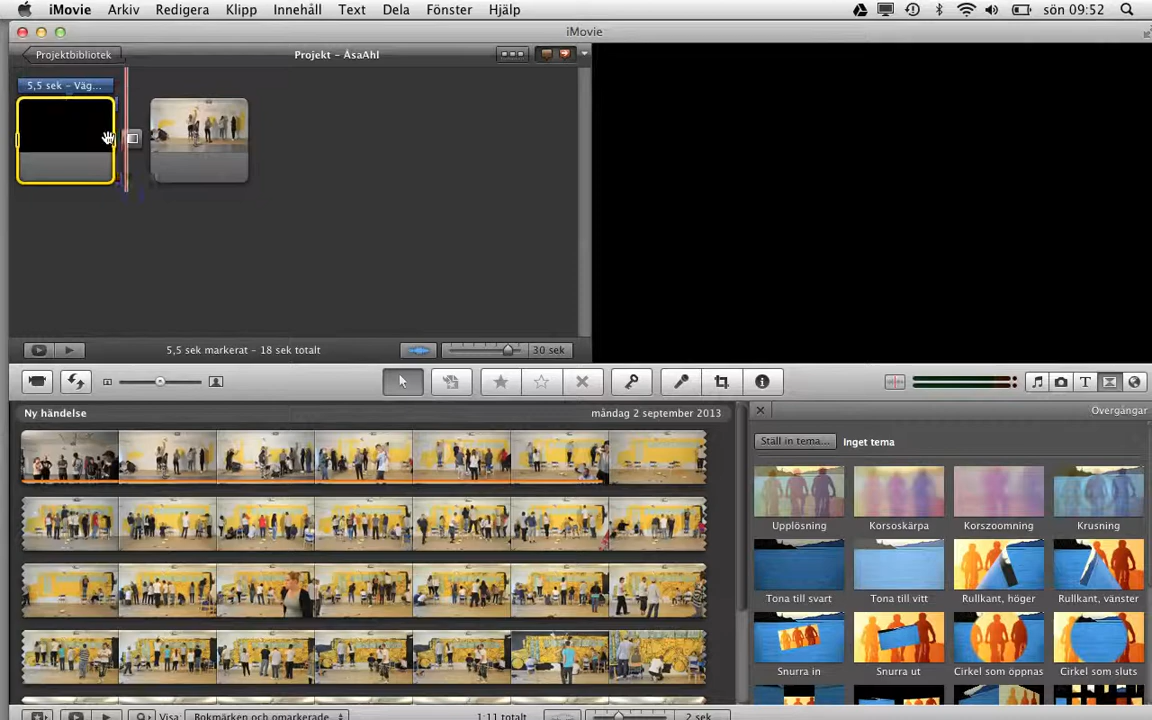 iMovie Arkiv Redigera Klipp Innehåll Text Dela Fönster Hjälp sön 09:52
iMovie
Projektbibliotek Projekt – ÅsaAhl
5,5 sek – Väg...
5,5 sek markerat – 18 sek totalt 30 sek
Ny händelse måndag 2 september 2013
Övergångar
Ställ in tema... Inget tema
Upplösning Korsoskärpa Korszoomning Krusning
Tona till svart Tona till vitt Rullkant, höger Rullkant, vänster
Snurra in Snurra ut Cirkel som öppnas Cirkel som sluts
Visa: Bokmärken och omarkerade 1:11 totalt 2 sek